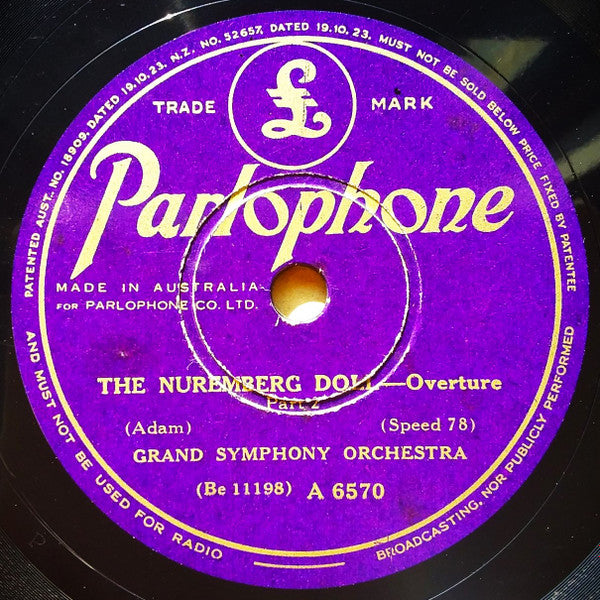 PATENTED AUST. NO. 18909, DATED 19.10.23, N.Z. NO. 52657, DATED 19.10.23. MUST NOT BE SOLD BELOW PRICE FIXED BY PATENTEE
TRADE £ MARK
Parlophone
MADE IN AUSTRALIA
FOR PARLOPHONE CO. LTD.
THE NUREMBERG DOLL—Overture
Part 2
(Adam) (Speed 78)
GRAND SYMPHONY ORCHESTRA
(Be 11198) A 6570
AND MUST NOT BE USED FOR RADIO BROADCASTING, NOR PUBLICLY PERFORMED